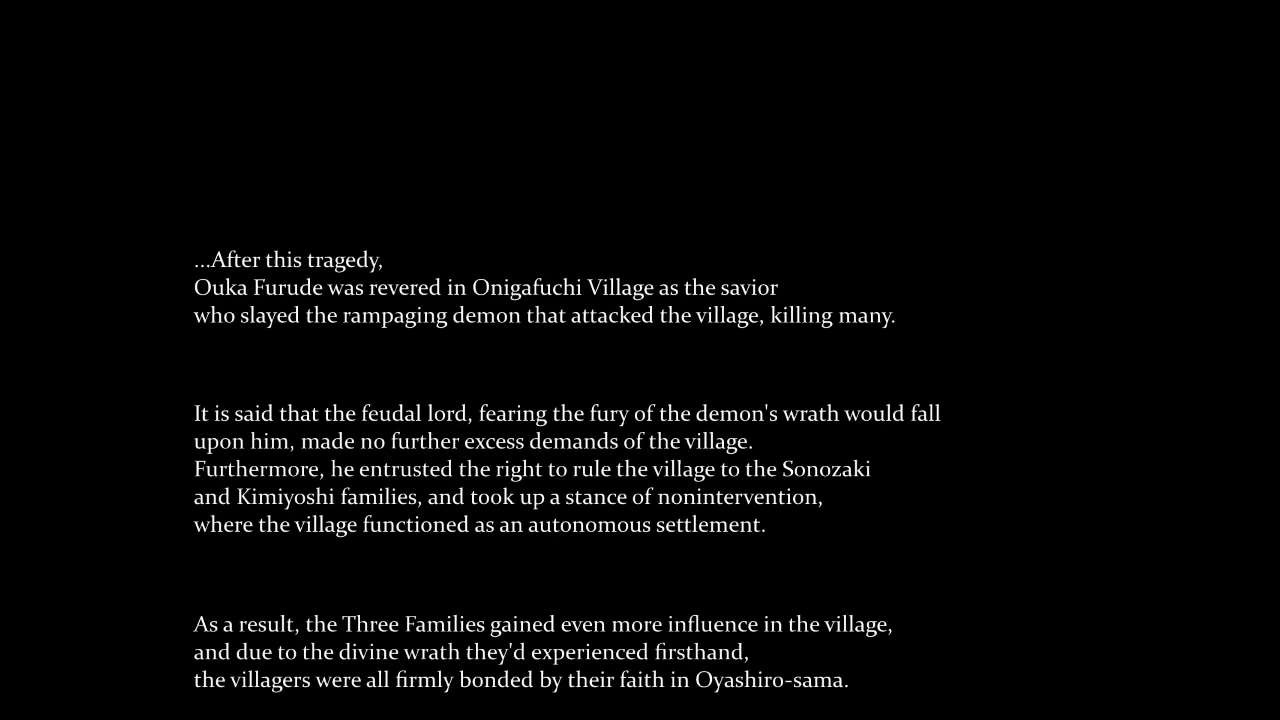 ...After this tragedy,
Ouka Furude was revered in Onigafuchi Village as the savior
who slayed the rampaging demon that attacked the village, killing many.
It is said that the feudal lord, fearing the fury of the demon's wrath would fall
upon him, made no further excess demands of the village.
Furthermore, he entrusted the right to rule the village to the Sonozaki
and Kimiyoshi families, and took up a stance of nonintervention,
where the village functioned as an autonomous settlement.
As a result, the Three Families gained even more influence in the village,
and due to the divine wrath they'd experienced firsthand,
the villagers were all firmly bonded by their faith in Oyashiro-sama.